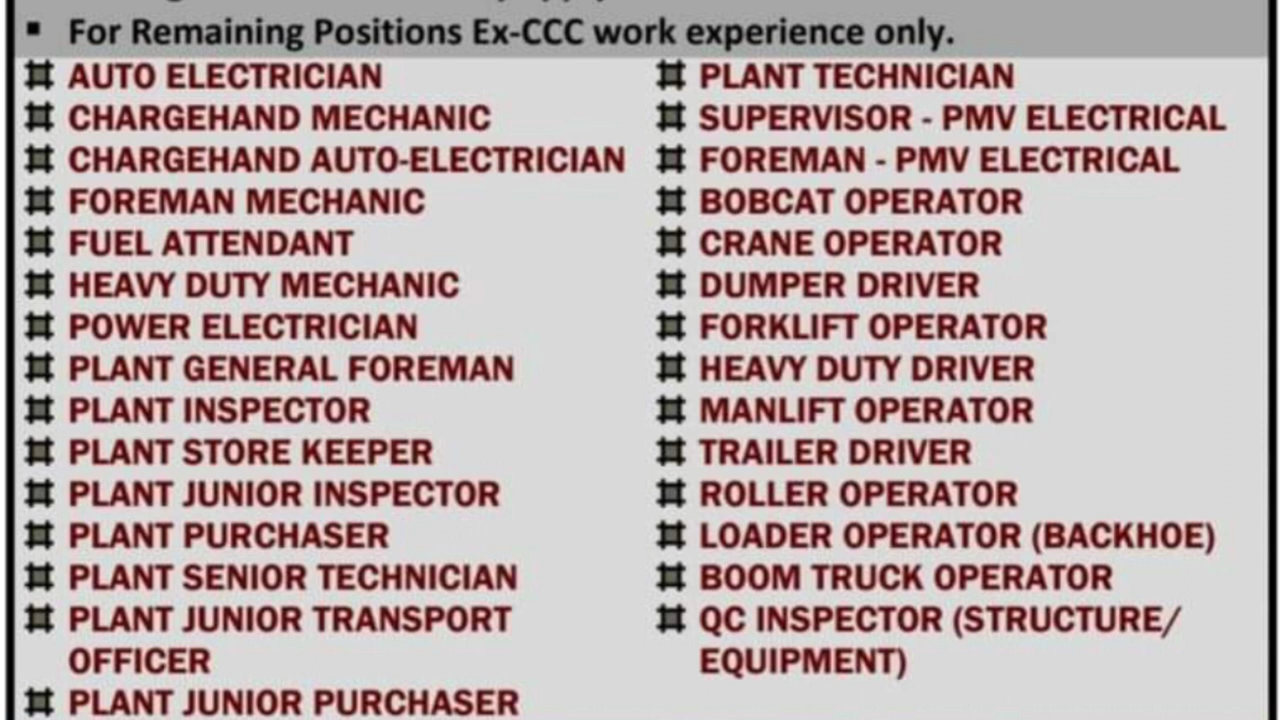 ▪ For Remaining Positions Ex-CCC work experience only.
AUTO ELECTRICIAN
CHARGEHAND MECHANIC
CHARGEHAND AUTO-ELECTRICIAN
FOREMAN MECHANIC
FUEL ATTENDANT
HEAVY DUTY MECHANIC
POWER ELECTRICIAN
PLANT GENERAL FOREMAN
PLANT INSPECTOR
PLANT STORE KEEPER
PLANT JUNIOR INSPECTOR
PLANT PURCHASER
PLANT SENIOR TECHNICIAN
PLANT JUNIOR TRANSPORT
OFFICER
PLANT JUNIOR PURCHASER
PLANT TECHNICIAN
SUPERVISOR - PMV ELECTRICAL
FOREMAN - PMV ELECTRICAL
BOBCAT OPERATOR
CRANE OPERATOR
DUMPER DRIVER
FORKLIFT OPERATOR
HEAVY DUTY DRIVER
MANLIFT OPERATOR
TRAILER DRIVER
ROLLER OPERATOR
LOADER OPERATOR (BACKHOE)
BOOM TRUCK OPERATOR
QC INSPECTOR (STRUCTURE/
EQUIPMENT)